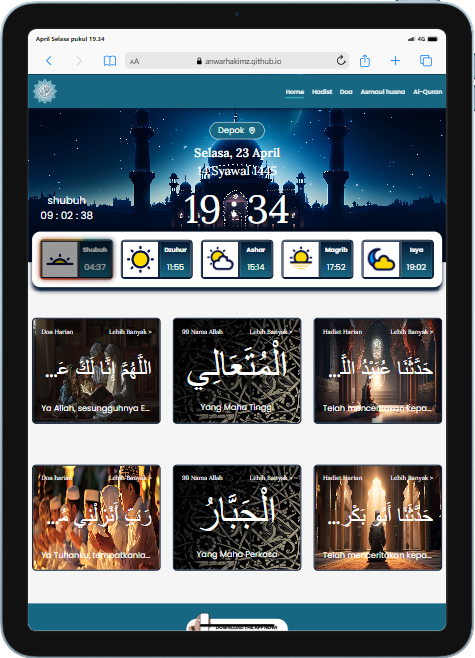 April Selasa pukul 19.34
4G
AA
anwarhakimz.github.io
Home Hadist Doa Asmaul husna Al-Quran
Depok
Selasa, 23 April
14 Syawal 1445
19 : 34
shubuh
09 : 02 : 38
Shubuh
04:37
Dzuhur
11:55
Ashar
15:14
Magrib
17:52
Isya
19:02
Doa Harian Lebih Banyak >
اللَّهُمَّ إِنَّا لَكَ عَـ...
Ya Allah, sesungguhnya E...
99 Nama Allah Lebih Banyak >
الْمُتَعَالِي
Yang Maha Tinggi
Hadist Harian Lebih Banyak >
حَدَّثَنَا عُبَيْدُ اللَّـ...
Telah menceritakan kepa...
Doa harian Lebih Banyak >
رَبِّ أَنْزِلْنِي مُـ...
Ya Tuhanku, tempatkanla...
99 Nama Allah Lebih Banyak >
الْجَبَّارُ
Yang Maha Perkasa
Hadist Harian Lebih Banyak >
حَدَّثَنَا أَبُو بَكْرِ...
Telah menceritakan kepa...
DOWNLOAD THE APP NOW!